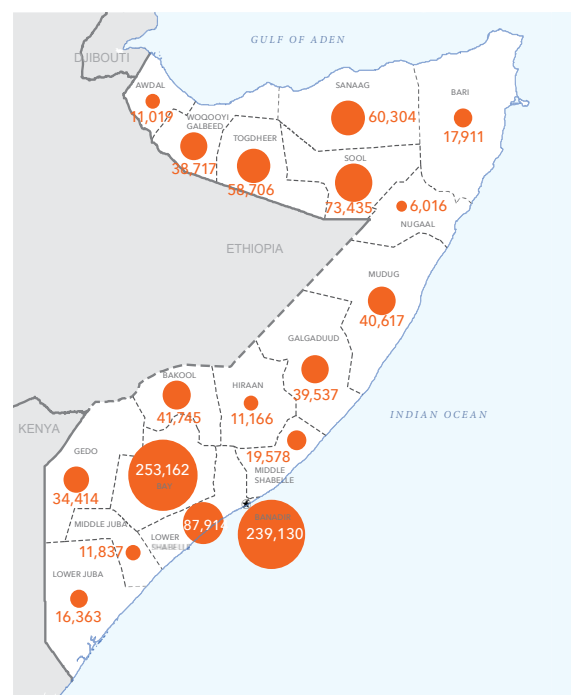 GULF OF ADEN
DJIBOUTI
AWDAL
11,019
WOQOOYI
GALBEED
38,717
TOGDHEER
58,706
SANAAG
60,304
BARI
17,911
SOOL
73,435
6,016
NUGAAL
ETHIOPIA
MUDUG
40,617
GALGADUUD
39,537
BAKOOL
41,745
HIRAAN
11,166
INDIAN OCEAN
KENYA
GEDO
34,414
253,162
BAY
19,578
MIDDLE
SHABELLE
BANADIR
239,130
87,914
LOWER
SHABELLE
MIDDLE JUBA
11,837
LOWER JUBA
16,363